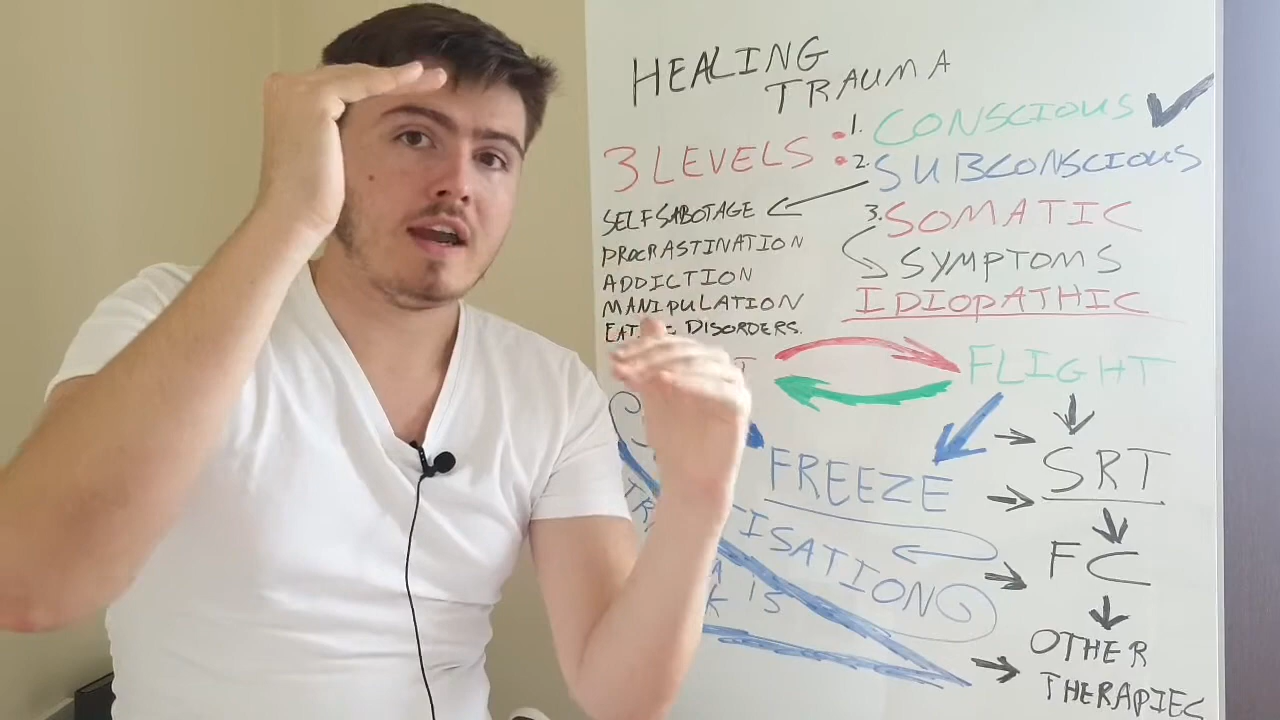 HEALING
TRAUMA
3 LEVELS
1. CONSCIOUS
2. SUBCONSCIOUS
3. SOMATIC
SELF SABOTAGE
PROCRASTINATION
ADDICTION
MANIPULATION
DISORDERS.
SYMPTOMS
IDIOPATHIC
FLIGHT
FREEZE
SRT
FC
OTHER
THERAPIES